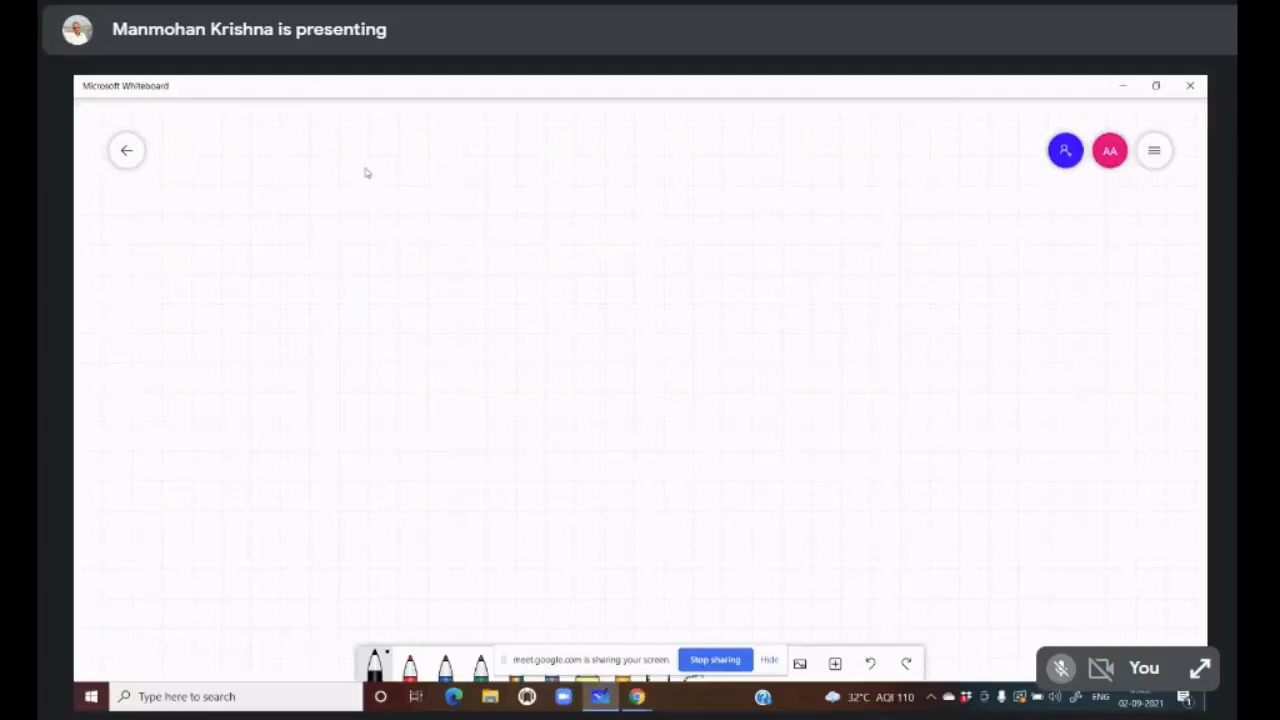 Manmohan Krishna is presenting
Microsoft Whiteboard
AA
meet.google.com is sharing your screen.
Stop sharing
Hide
You
Type here to search
32°C AQI 110
ENG
02-09-2021